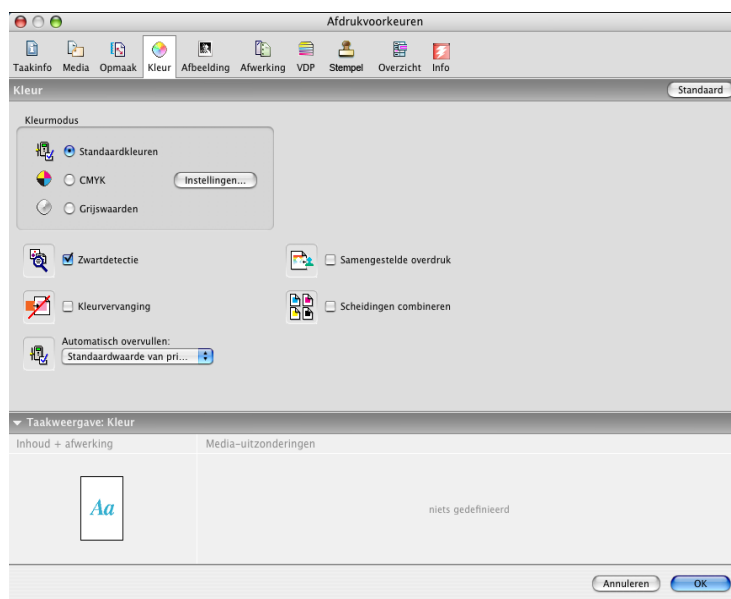 Afdrukvoorkeuren
Taakinfo Media Opmaak Kleur Afbeelding Afwerking VDP Stempel Overzicht Info
Kleur Standaard
Kleurmodus
Standaardkleuren
CMYK Instellingen...
Grijswaarden
Zwartdetectie Samengestelde overdruk
Kleurvervanging Scheidingen combineren
Automatisch overvullen:
Standaardwaarde van pri...
Taakweergave: Kleur
Inhoud + afwerking Media-uitzonderingen
Aa
niets gedefinieerd
Annuleren OK